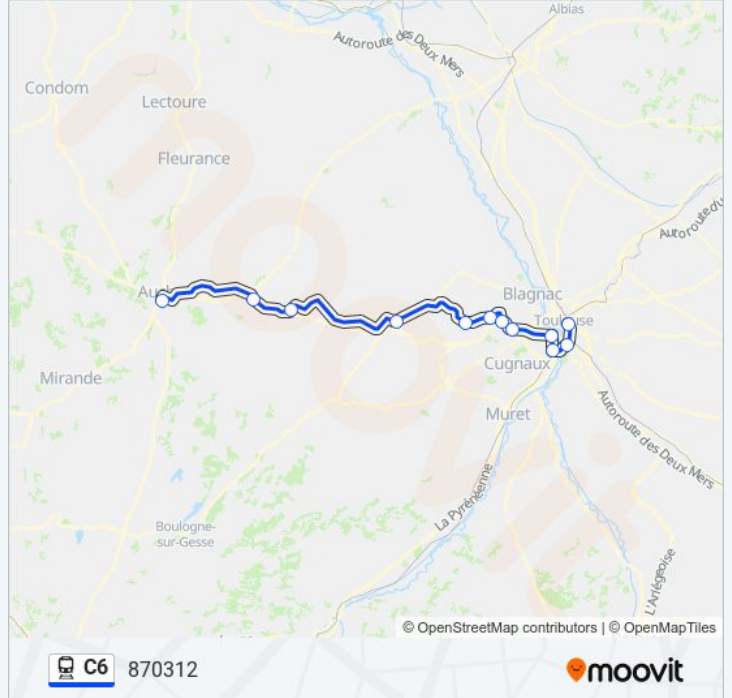 Albias
Autoroute des Deux Mers
Condom
Lectoure
Fleurance
Autoroute du
Blagnac
Toulouse
Cugnaux
Mirande
Muret
Autoroute des Deux Mers
La Pyrénéenne
Boulogne-
sur-Gesse
L'Ariégeoise
moovit
© OpenStreetMap contributors | © OpenMapTiles
C6 870312
moovit